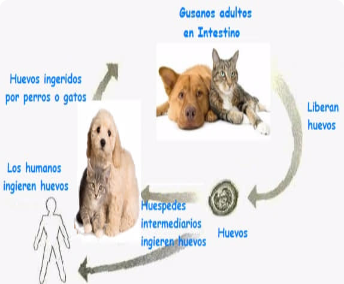 Gusanos adultos
en Intestino
Huevos ingeridos
por perros o gatos
Liberan
huevos
Los humanos
ingieren huevos
Huespedes
intermediarios
ingieren huevos
Huevos